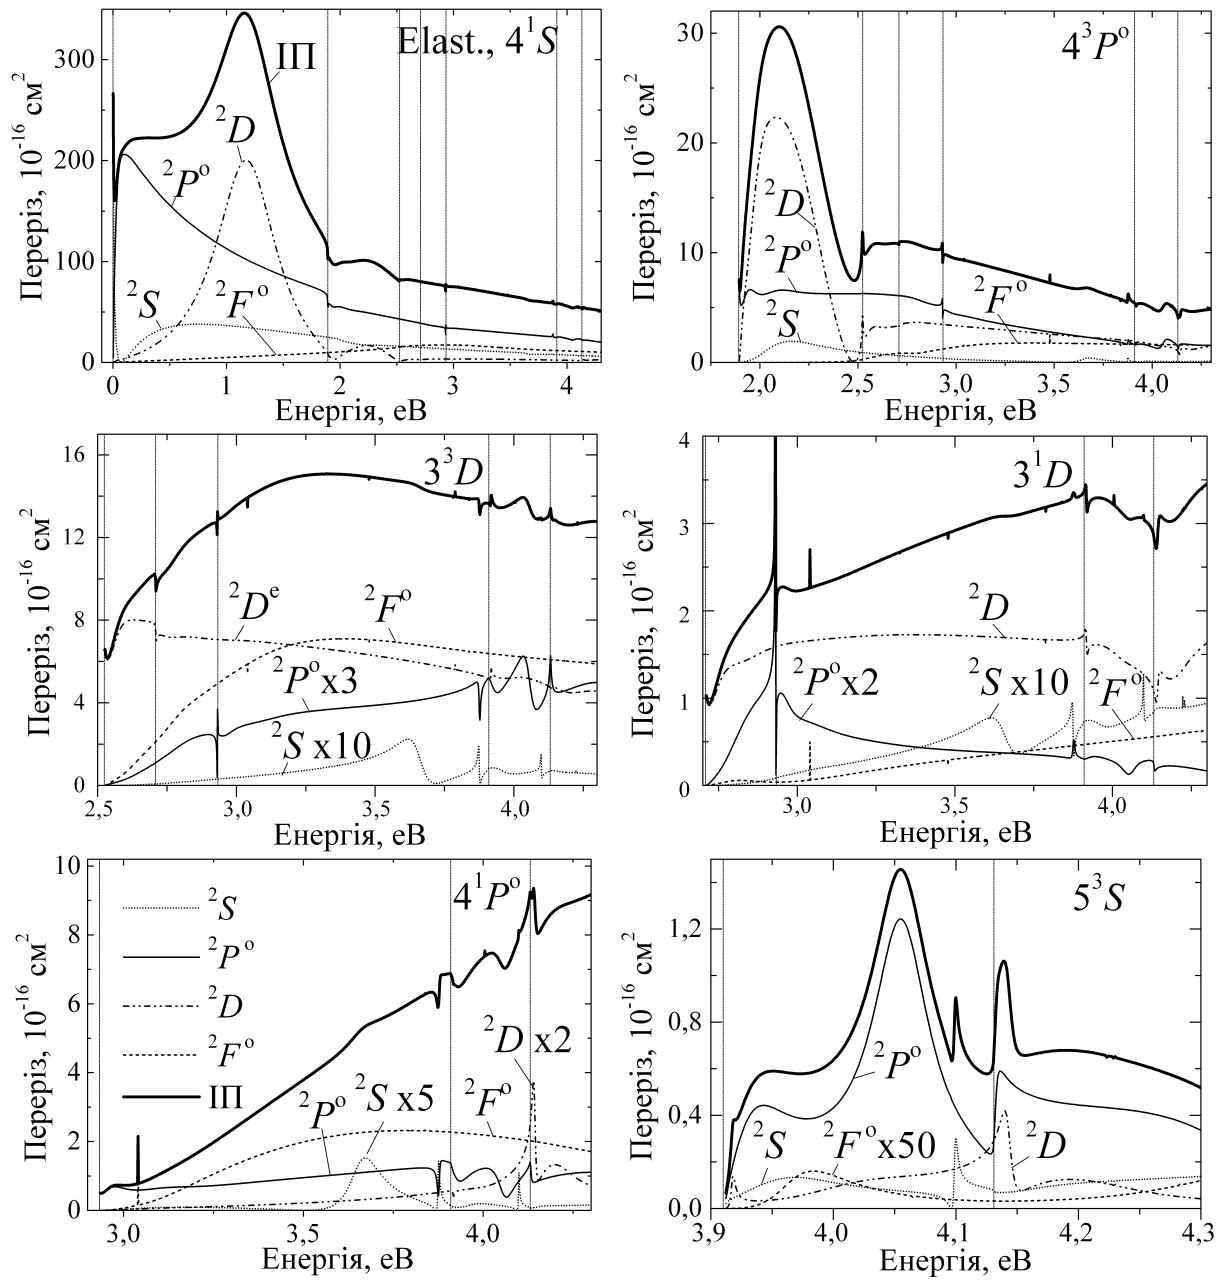 Elast., 4¹S
ІП
²D
²Pᵒ
²S
²Fᵒ
Переріз, 10⁻¹⁶ см²
300
200
100
0
0 1 2 3 4
Енергія, еВ
4³Pᵒ
²D
²Pᵒ
²Fᵒ
²S
Переріз, 10⁻¹⁶ см²
30
20
10
0
2,0 2,5 3,0 3,5 4,0
Енергія, еВ
3³D
²Dᵉ
²Fᵒ
²Pᵒx3
²S x10
Переріз, 10⁻¹⁶ см²
16
12
8
4
0
2,5 3,0 3,5 4,0
Енергія, еВ
3¹D
²D
²Pᵒx2
²S x10
²Fᵒ
Переріз, 10⁻¹⁶ см²
4
3
2
1
0
3,0 3,5 4,0
Енергія, еВ
4¹Pᵒ
²S
²Pᵒ
²D
²Fᵒ
ІП
²D x2
²Pᵒ
²S x5
²Fᵒ
Переріз, 10⁻¹⁶ см²
10
8
6
4
2
0
3,0 3,5 4,0
Енергія, еВ
5³S
²Pᵒ
²S
²Fᵒx50
²D
Переріз, 10⁻¹⁶ см²
1,2
0,8
0,4
0,0
3,9 4,0 4,1 4,2 4,3
Енергія, еВ